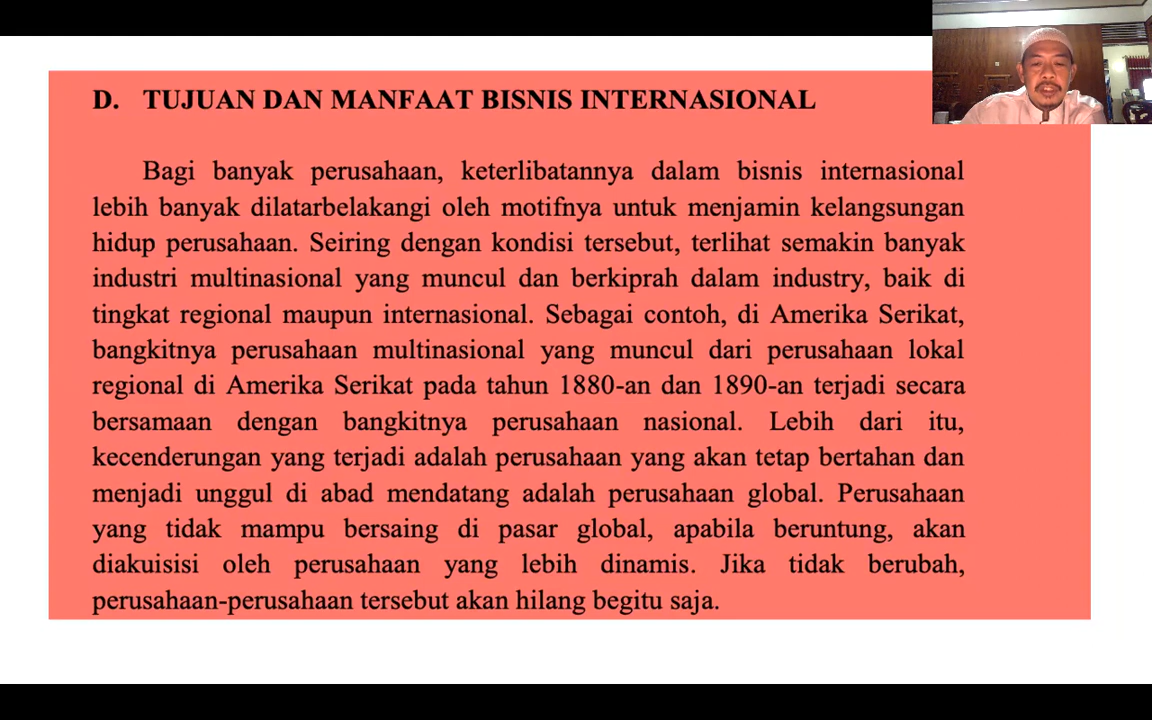 D. TUJUAN DAN MANFAAT BISNIS INTERNASIONAL
Bagi banyak perusahaan, keterlibatannya dalam bisnis internasional
lebih banyak dilatarbelakangi oleh motifnya untuk menjamin kelangsungan
hidup perusahaan. Seiring dengan kondisi tersebut, terlihat semakin banyak
industri multinasional yang muncul dan berkiprah dalam industry, baik di
tingkat regional maupun internasional. Sebagai contoh, di Amerika Serikat,
bangkitnya perusahaan multinasional yang muncul dari perusahaan lokal
regional di Amerika Serikat pada tahun 1880-an dan 1890-an terjadi secara
bersamaan dengan bangkitnya perusahaan nasional. Lebih dari itu,
kecenderungan yang terjadi adalah perusahaan yang akan tetap bertahan dan
menjadi unggul di abad mendatang adalah perusahaan global. Perusahaan
yang tidak mampu bersaing di pasar global, apabila beruntung, akan
diakuisisi oleh perusahaan yang lebih dinamis. Jika tidak berubah,
perusahaan-perusahaan tersebut akan hilang begitu saja.